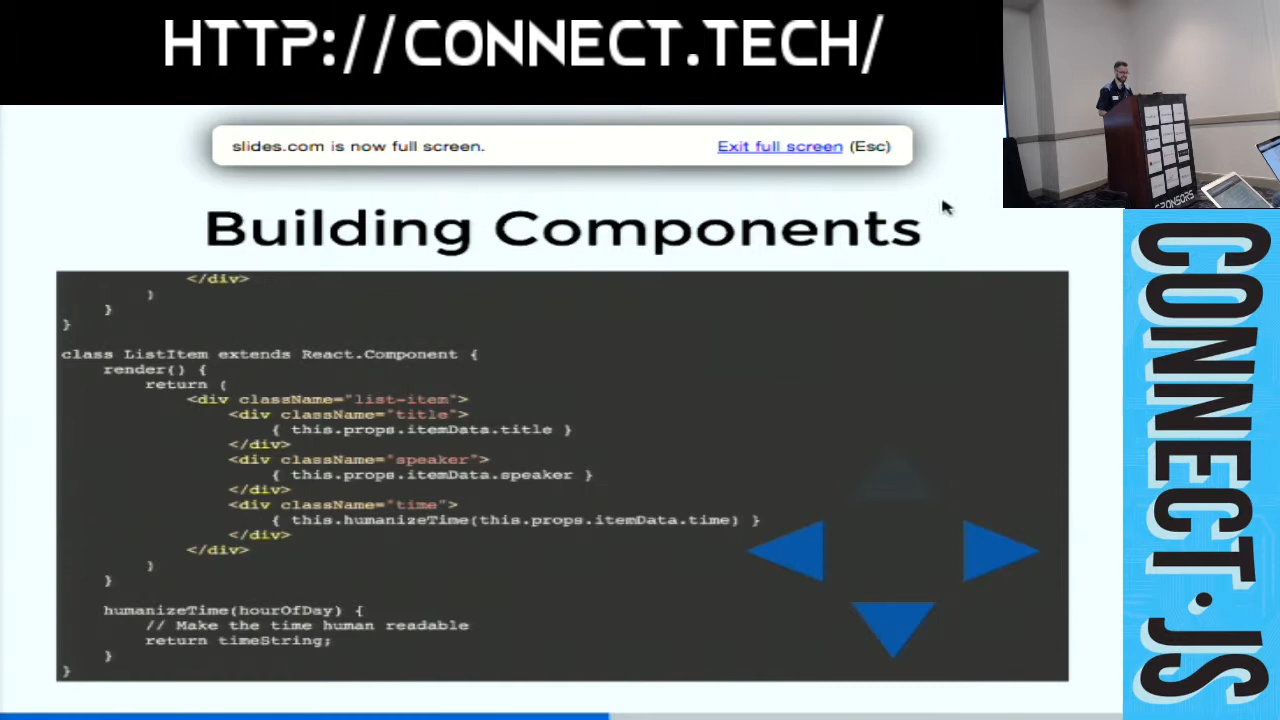 HTTP://CONNECT.TECH/
slides.com is now full screen. Exit full screen (Esc)
Building Components
</div>
)
}
}
class ListItem extends React.Component {
render() {
return (
<div className="list-item">
<div className="title">
{ this.props.itemData.title }
</div>
<div className="speaker">
{ this.props.itemData.speaker }
</div>
<div className="time">
{ this.humanizeTime(this.props.itemData.time) }
</div>
</div>
)
}
humanizeTime(hourOfDay) {
// Make the time human readable
return timeString;
}
}
SPONSORS
CONNECT.JS